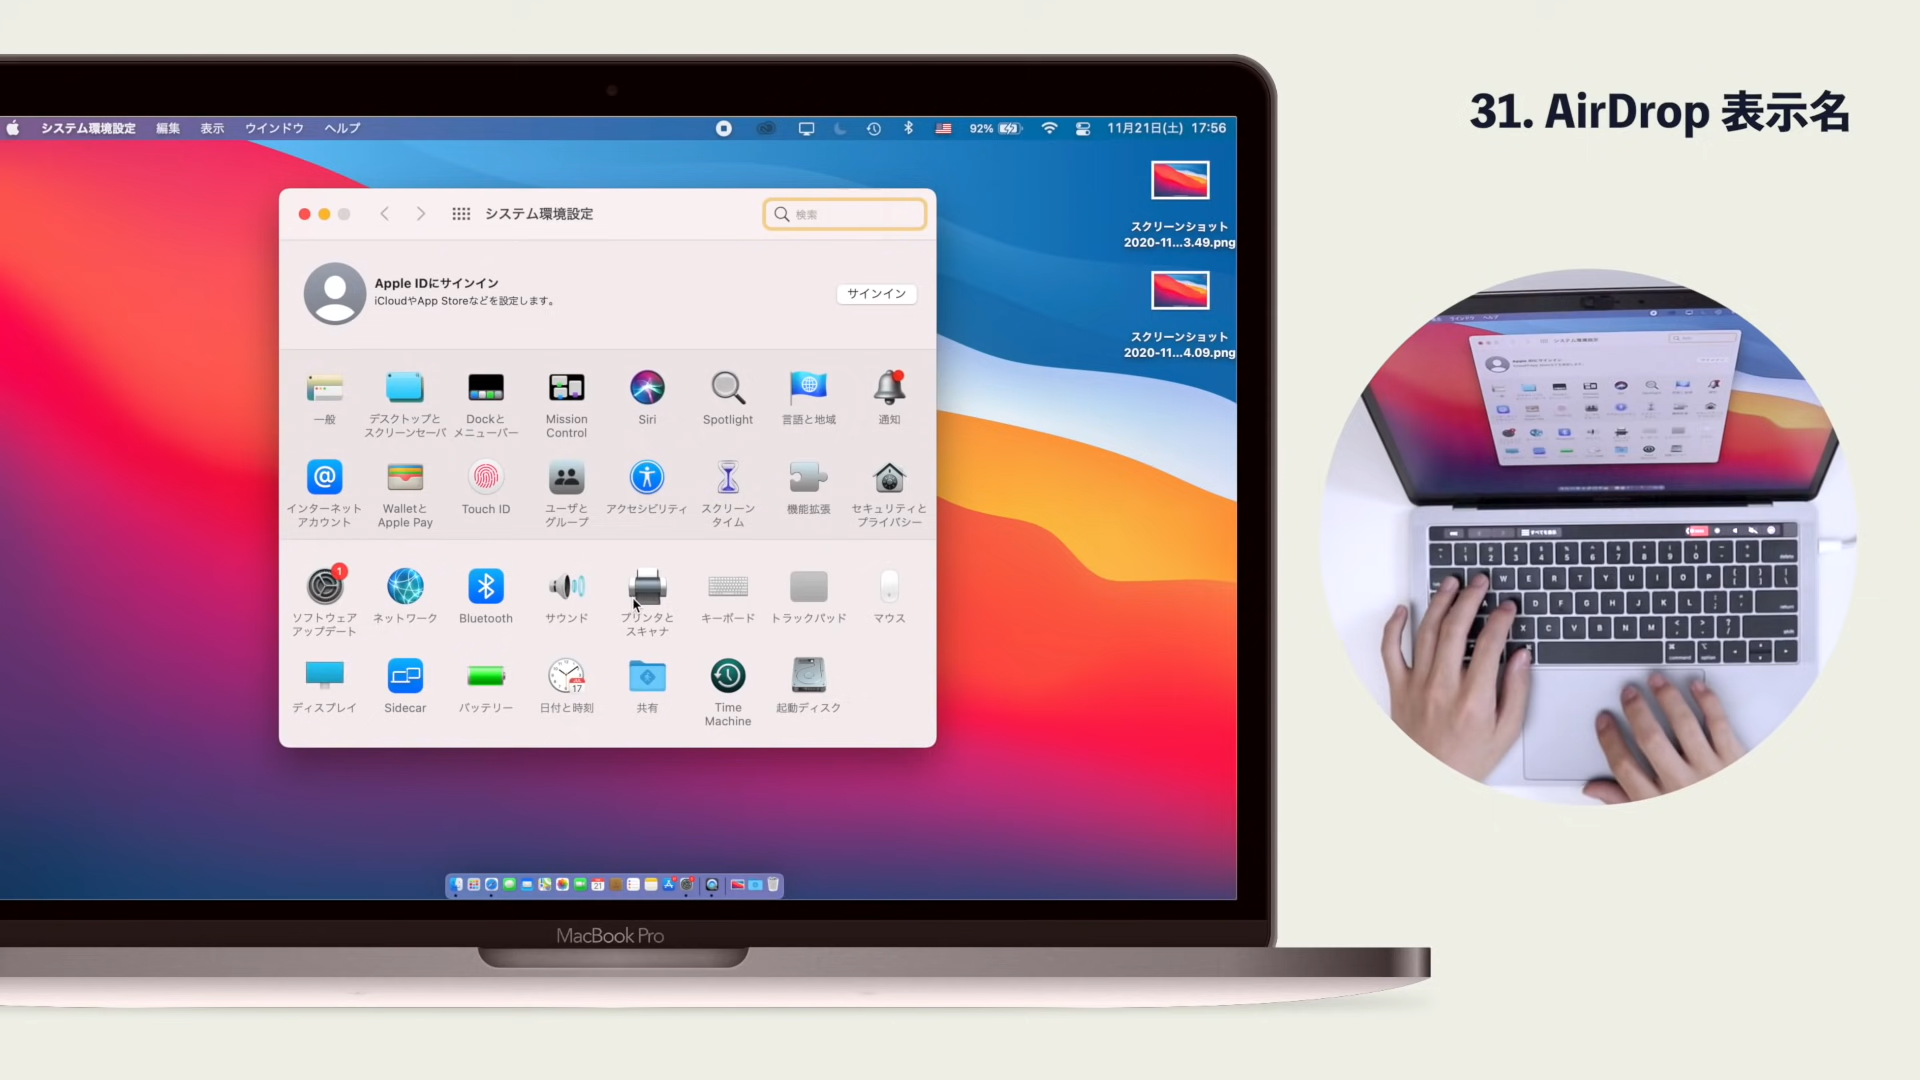 31. AirDrop 表示名
システム環境設定 編集 表示 ウインドウ ヘルプ
92% 11月21日(土) 17:56
スクリーンショット
2020-11...3.49.png
スクリーンショット
2020-11...4.09.png
システム環境設定
検索
Apple IDにサインイン
iCloudやApp Storeなどを設定します。
サインイン
一般
デスクトップと
スクリーンセーバ
Dockと
メニューバー
Mission
Control
Siri
Spotlight
言語と地域
通知
インターネット
アカウント
Walletと
Apple Pay
Touch ID
ユーザと
グループ
アクセシビリティ
スクリーン
タイム
機能拡張
セキュリティと
プライバシー
1
ソフトウェア
アップデート
ネットワーク
Bluetooth
サウンド
プリンタと
スキャナ
キーボード
トラックパッド
マウス
ディスプレイ
Sidecar
バッテリー
17
日付と時刻
共有
Time
Machine
起動ディスク
MacBook Pro